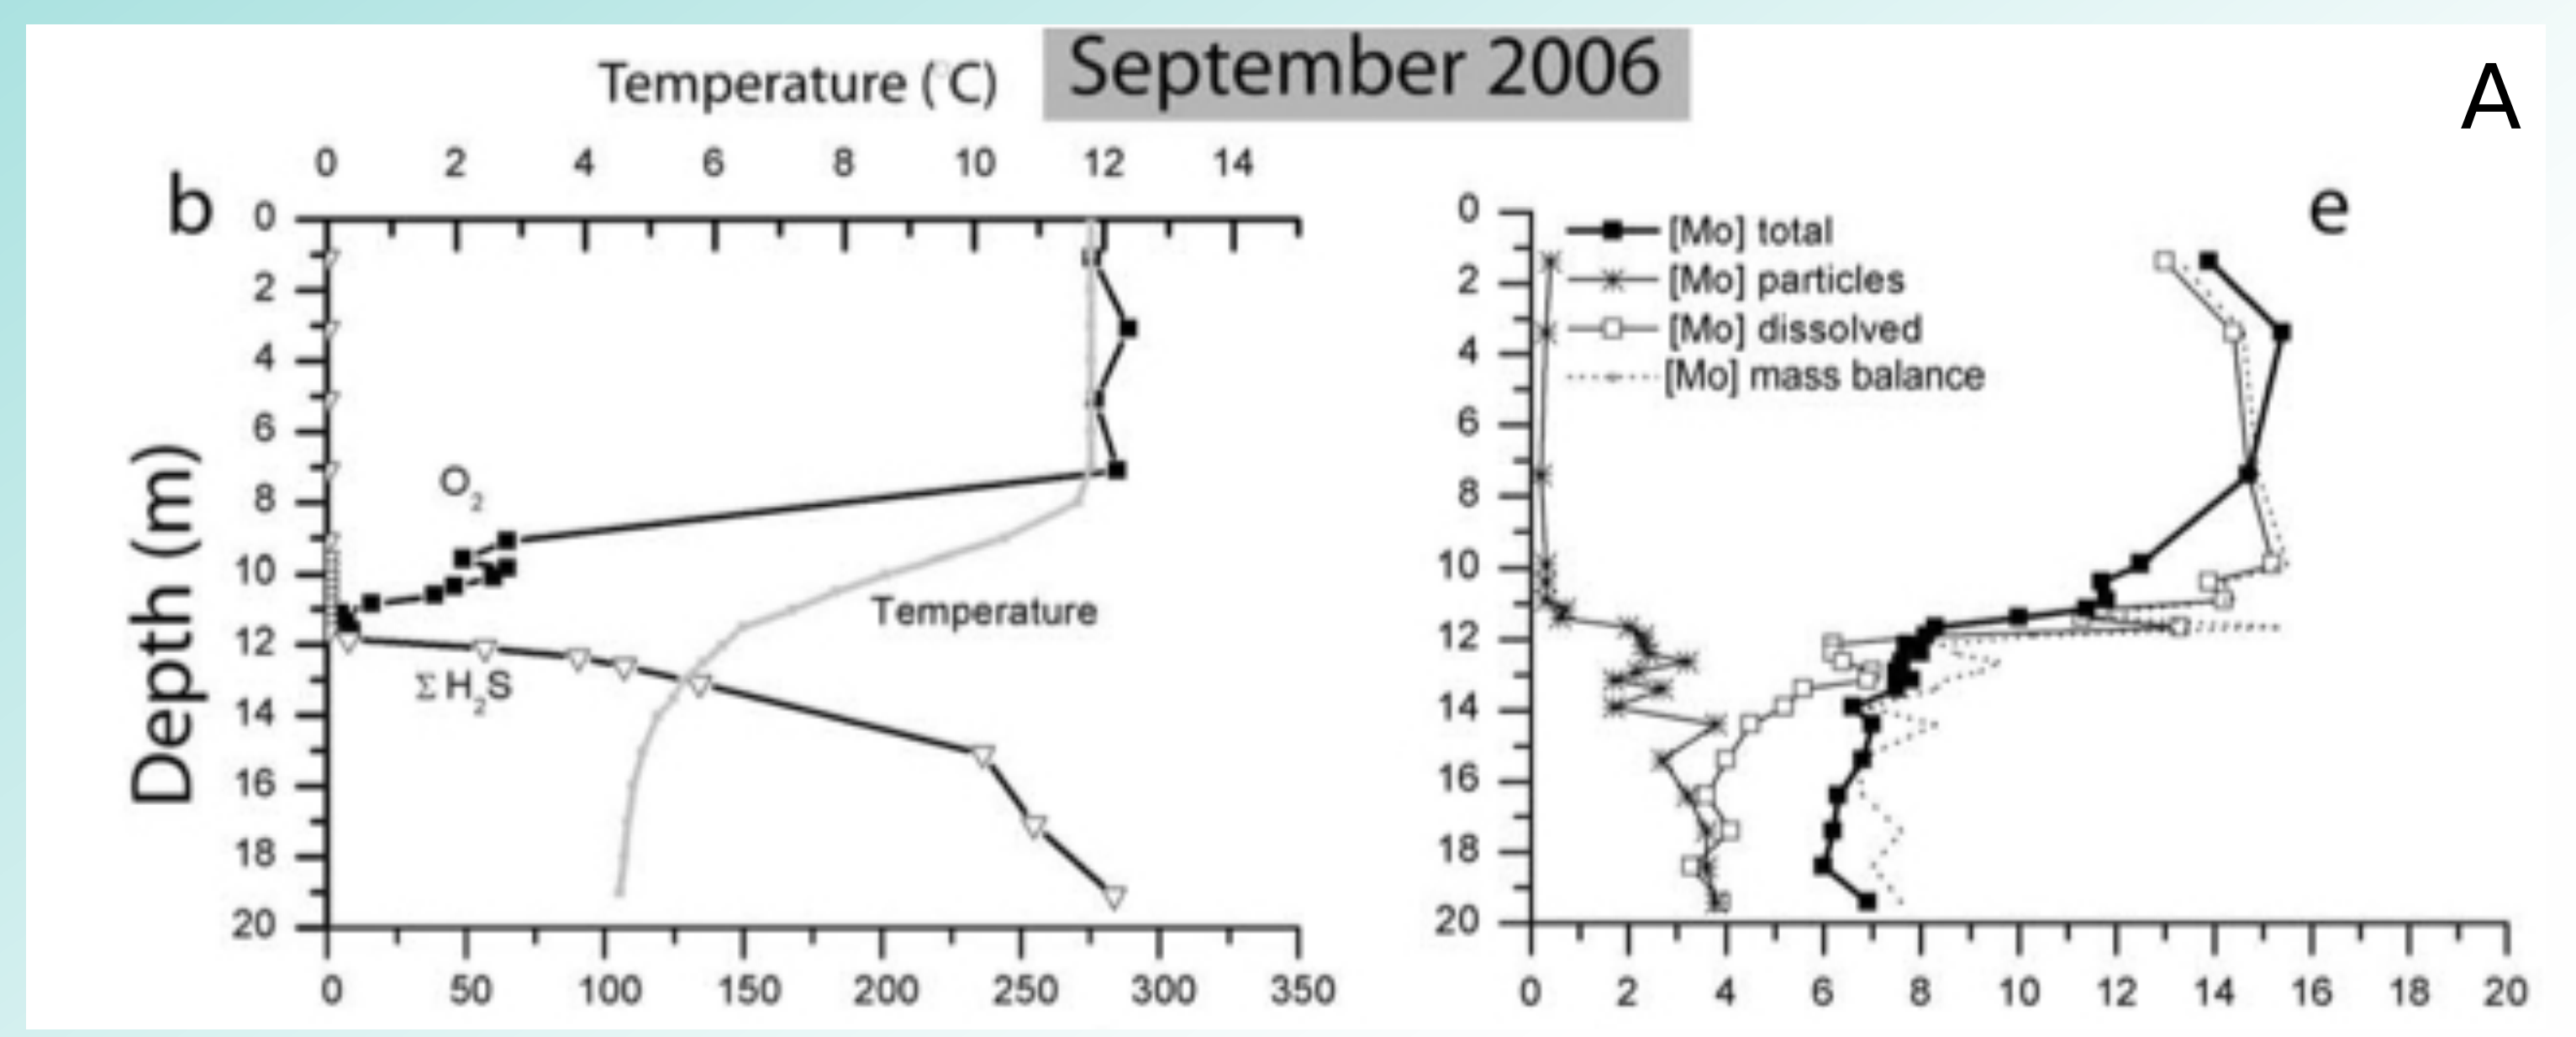 Temperature (°C)
September 2006
A
0 2 4 6 8 10 12 14
b
0
2
4
6
8
10
12
14
16
18
20
Depth (m)
O2
Temperature
Σ H2S
0 50 100 150 200 250 300 350
e
[Mo] total
[Mo] particles
[Mo] dissolved
[Mo] mass balance
0
2
4
6
8
10
12
14
16
18
20
0 2 4 6 8 10 12 14 16 18 20